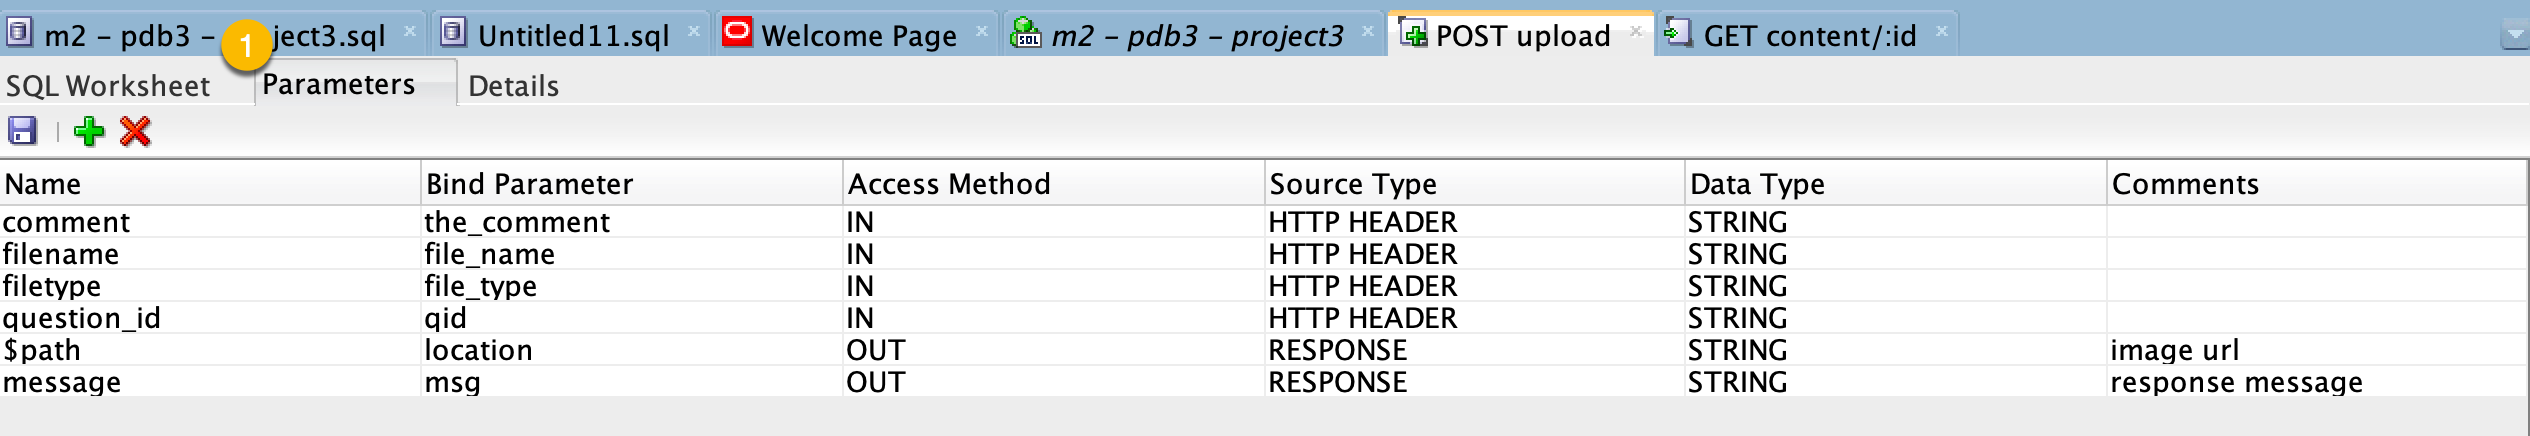 m2 – pdb3 – ject3.sql Untitled11.sql Welcome Page m2 – pdb3 – project3 POST upload GET content/:id
1
SQL Worksheet Parameters Details
Name Bind Parameter Access Method Source Type Data Type Comments
comment the_comment IN HTTP HEADER STRING
filename file_name IN HTTP HEADER STRING
filetype file_type IN HTTP HEADER STRING
question_id qid IN HTTP HEADER STRING
$path location OUT RESPONSE STRING image url
message msg OUT RESPONSE STRING response message